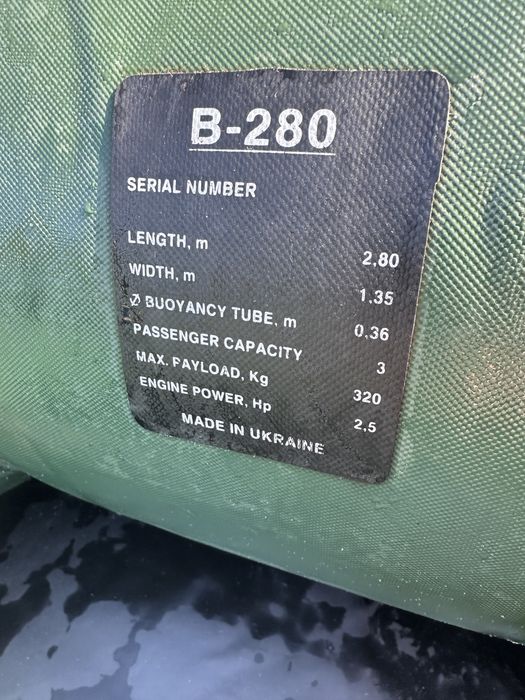 B-280
SERIAL NUMBER
LENGTH, m 2,80
WIDTH, m 1,35
Ø BUOYANCY TUBE, m 0,36
PASSENGER CAPACITY 3
MAX. PAYLOAD, Kg 320
ENGINE POWER, Hp 2,5
MADE IN UKRAINE